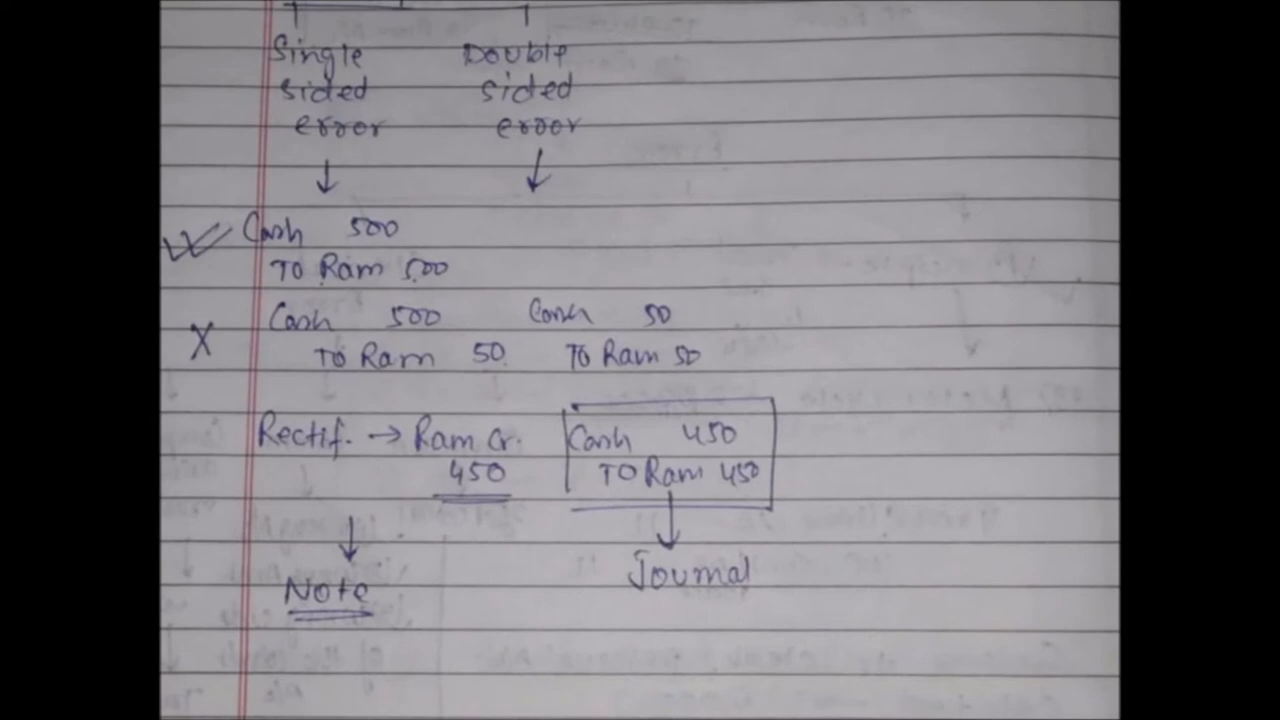 Single Double
sided sided
error error
Cash 500
To Ram 500
Cash 500 Cash 50
To Ram 50 To Ram 50
Rectif. → Ram Cr. Cash 450
450 To Ram 450
Note Journal